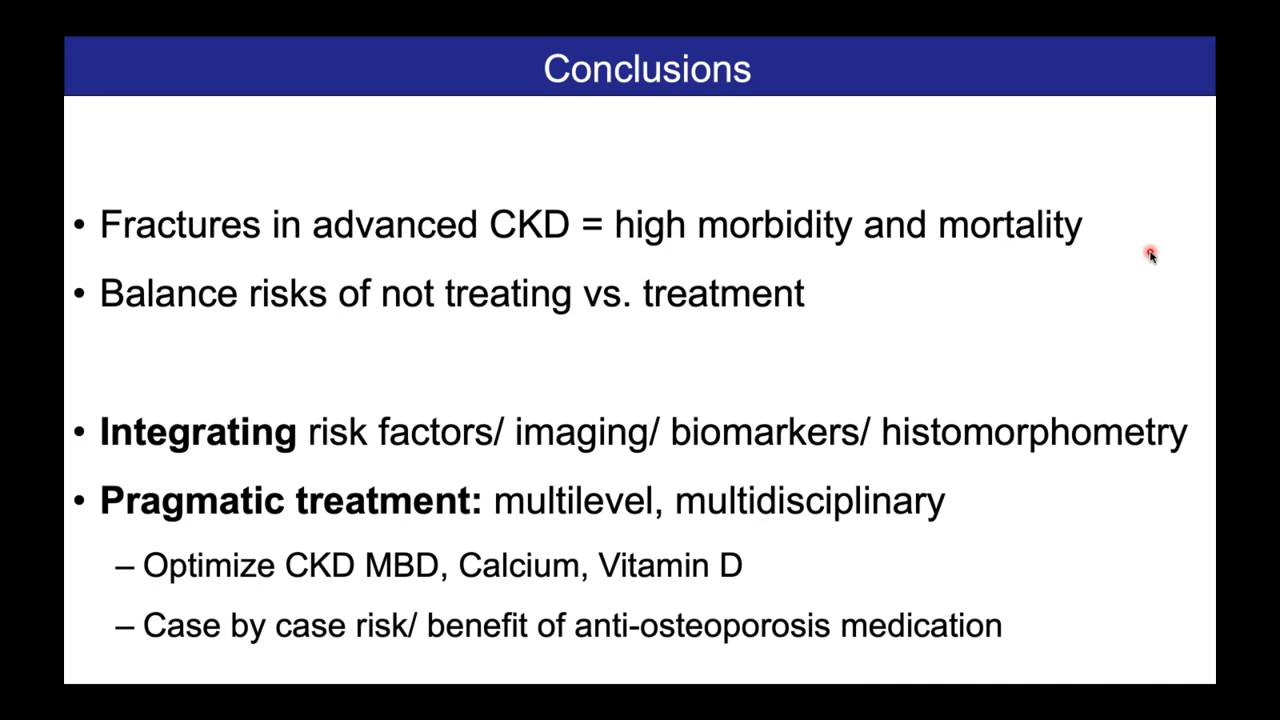 Conclusions
• Fractures in advanced CKD = high morbidity and mortality
• Balance risks of not treating vs. treatment
• Integrating risk factors/ imaging/ biomarkers/ histomorphometry
• Pragmatic treatment: multilevel, multidisciplinary
– Optimize CKD MBD, Calcium, Vitamin D
– Case by case risk/ benefit of anti-osteoporosis medication